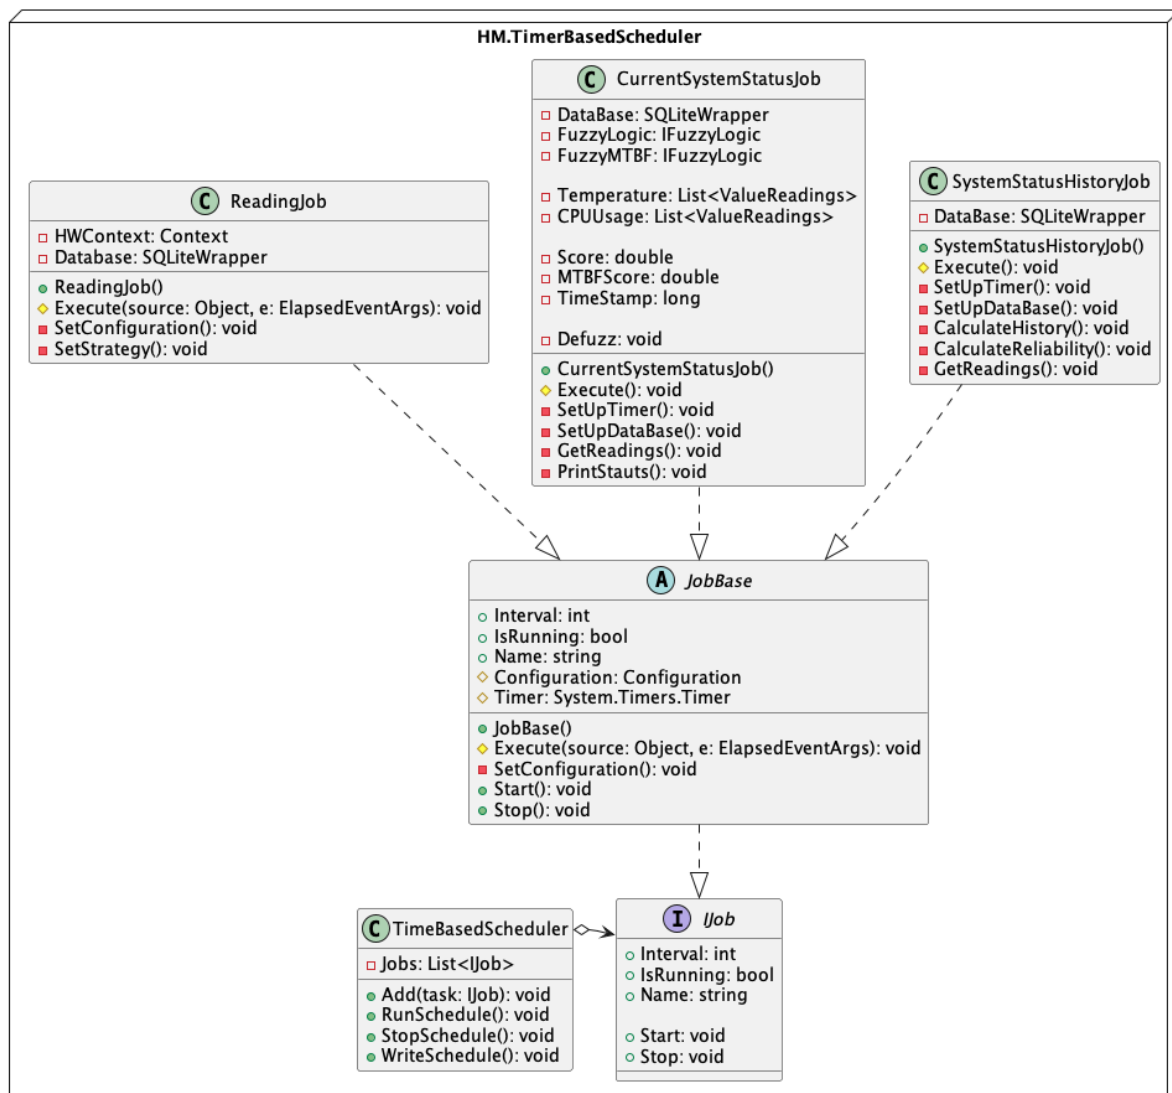 HM.TimerBasedScheduler
C CurrentSystemStatusJob
DataBase: SQLiteWrapper
FuzzyLogic: IFuzzyLogic
FuzzyMTBF: IFuzzyLogic
Temperature: List<ValueReadings>
CPUUsage: List<ValueReadings>
Score: double
MTBFScore: double
TimeStamp: long
Defuzz: void
CurrentSystemStatusJob()
Execute(): void
SetUpTimer(): void
SetUpDataBase(): void
GetReadings(): void
PrintStauts(): void
C ReadingJob
HWContext: Context
Database: SQLiteWrapper
ReadingJob()
Execute(source: Object, e: ElapsedEventArgs): void
SetConfiguration(): void
SetStrategy(): void
C SystemStatusHistoryJob
DataBase: SQLiteWrapper
SystemStatusHistoryJob()
Execute(): void
SetUpTimer(): void
SetUpDataBase(): void
CalculateHistory(): void
CalculateReliability(): void
GetReadings(): void
A JobBase
Interval: int
IsRunning: bool
Name: string
Configuration: Configuration
Timer: System.Timers.Timer
JobBase()
Execute(source: Object, e: ElapsedEventArgs): void
SetConfiguration(): void
Start(): void
Stop(): void
C TimeBasedScheduler
Jobs: List<IJob>
Add(task: IJob): void
RunSchedule(): void
StopSchedule(): void
WriteSchedule(): void
I IJob
Interval: int
IsRunning: bool
Name: string
Start: void
Stop: void